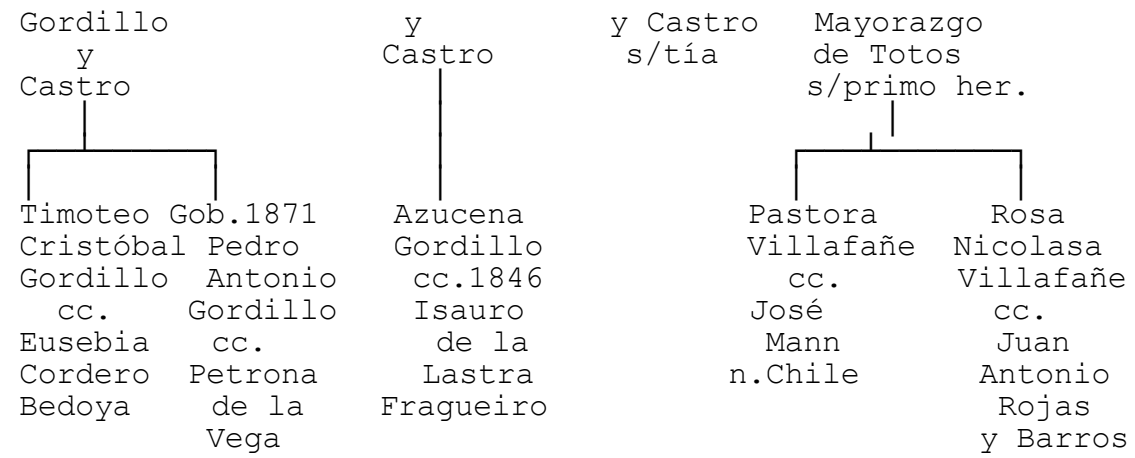 Gordillo y y Castro Mayorazgo
y Castro s/tía de Totos
Castro s/primo her.
Timoteo Gob.1871 Azucena Pastora Rosa
Cristóbal Pedro Gordillo Villafañe Nicolasa
Gordillo Antonio cc.1846 cc. Villafañe
cc. Gordillo Isauro José cc.
Eusebia cc. de la Mann Juan
Cordero Petrona Lastra n.Chile Antonio
Bedoya de la Fragueiro Rojas
Vega y Barros